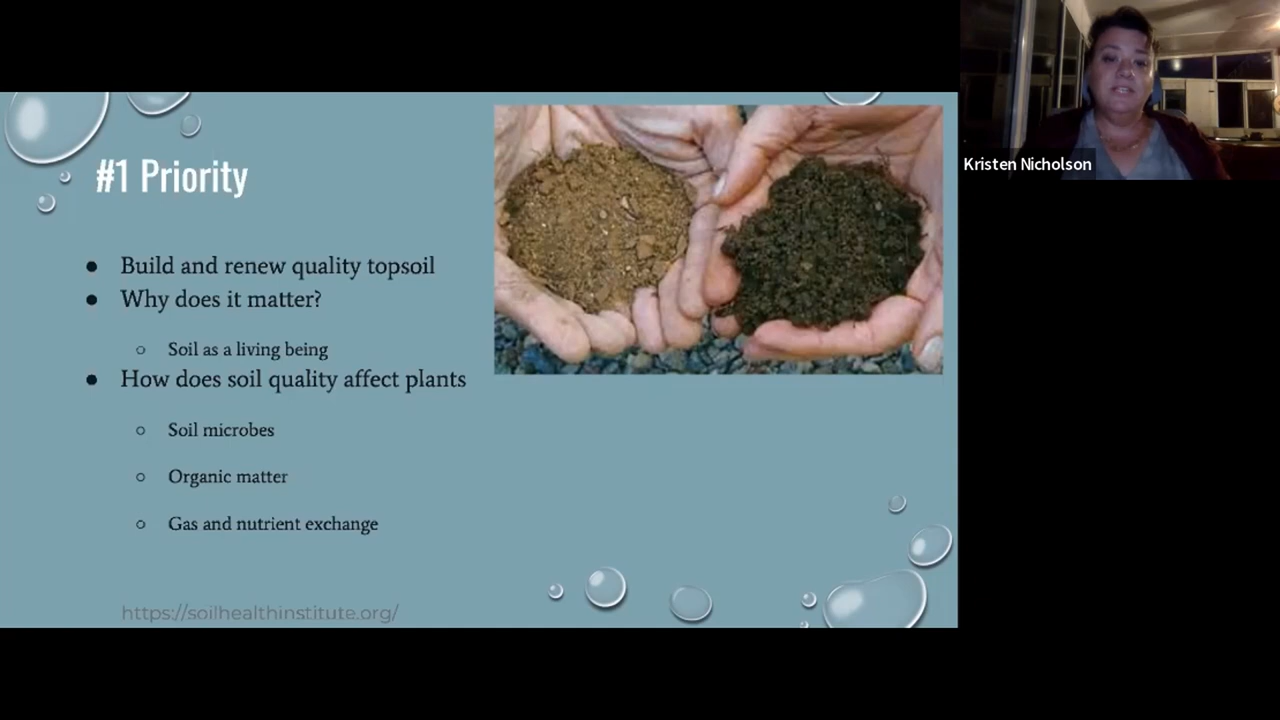 #1 Priority
● Build and renew quality topsoil
● Why does it matter?
○ Soil as a living being
● How does soil quality affect plants
○ Soil microbes
○ Organic matter
○ Gas and nutrient exchange
https://soilhealthinstitute.org/
Kristen Nicholson